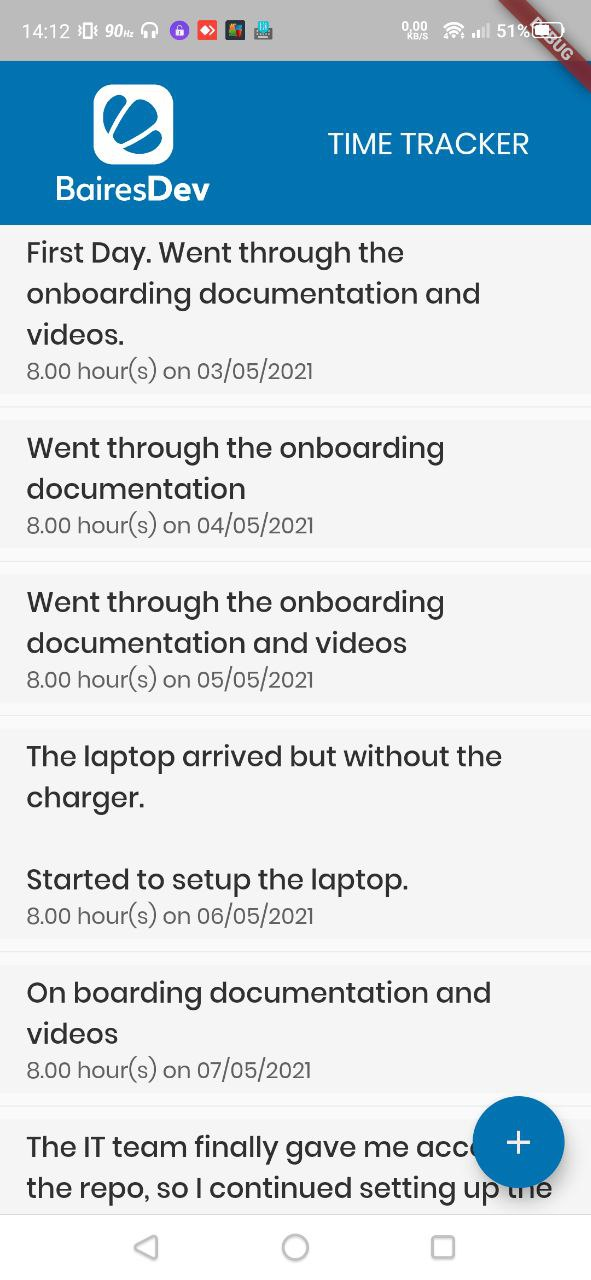 14:12 90Hz 0,00 KB/S 51%
DEBUG
BairesDev
TIME TRACKER
First Day. Went through the
onboarding documentation and
videos.
8.00 hour(s) on 03/05/2021
Went through the onboarding
documentation
8.00 hour(s) on 04/05/2021
Went through the onboarding
documentation and videos
8.00 hour(s) on 05/05/2021
The laptop arrived but without the
charger.
Started to setup the laptop.
8.00 hour(s) on 06/05/2021
On boarding documentation and
videos
8.00 hour(s) on 07/05/2021
The IT team finally gave me acc
the repo, so I continued setting up the